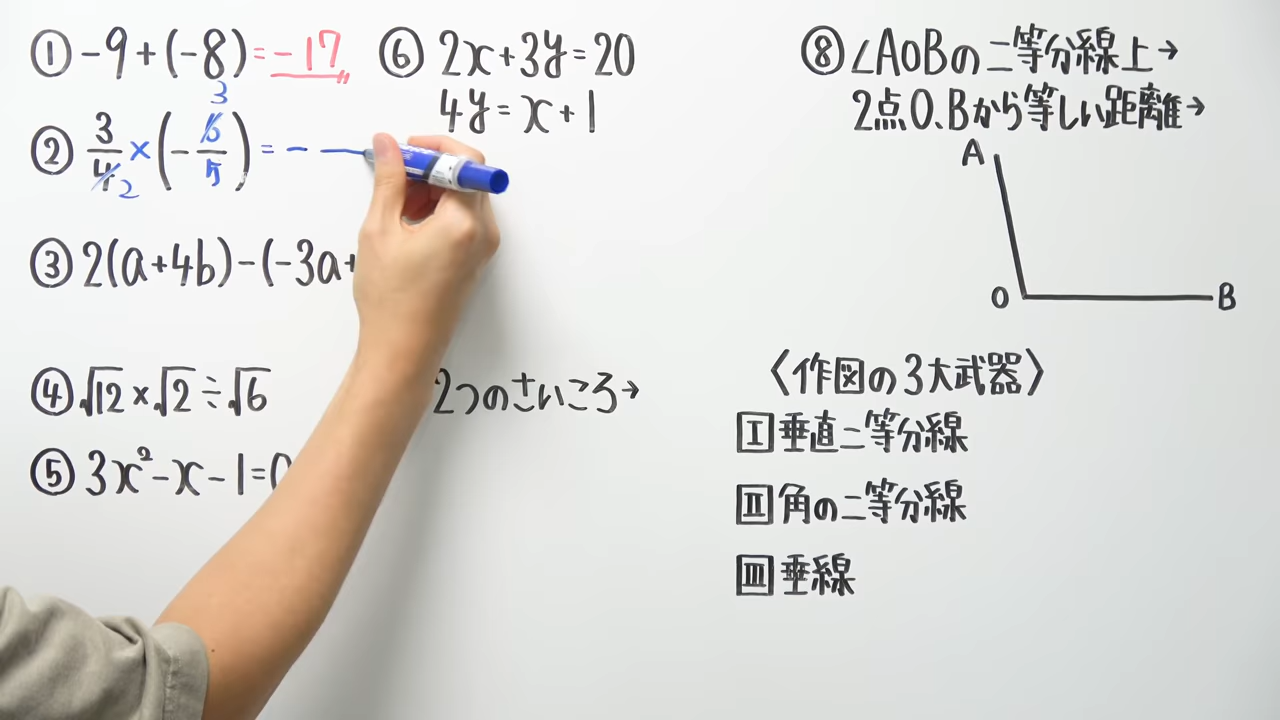 ① -9+(-8)=-17
② 3/4×(-6/5)=-
3
2
③ 2(a+4b)-(-3a+
④ √12×√2÷√6
⑤ 3x²-x-1=0
⑥ 2x+3y=20
4y=x+1
2つのさいころ→
⑧ ∠AOBの二等分線上→
2点O、Bから等しい距離→
A
O
B
〈作図の3大武器〉
Ⅰ 垂直二等分線
Ⅱ 角の二等分線
Ⅲ 垂線